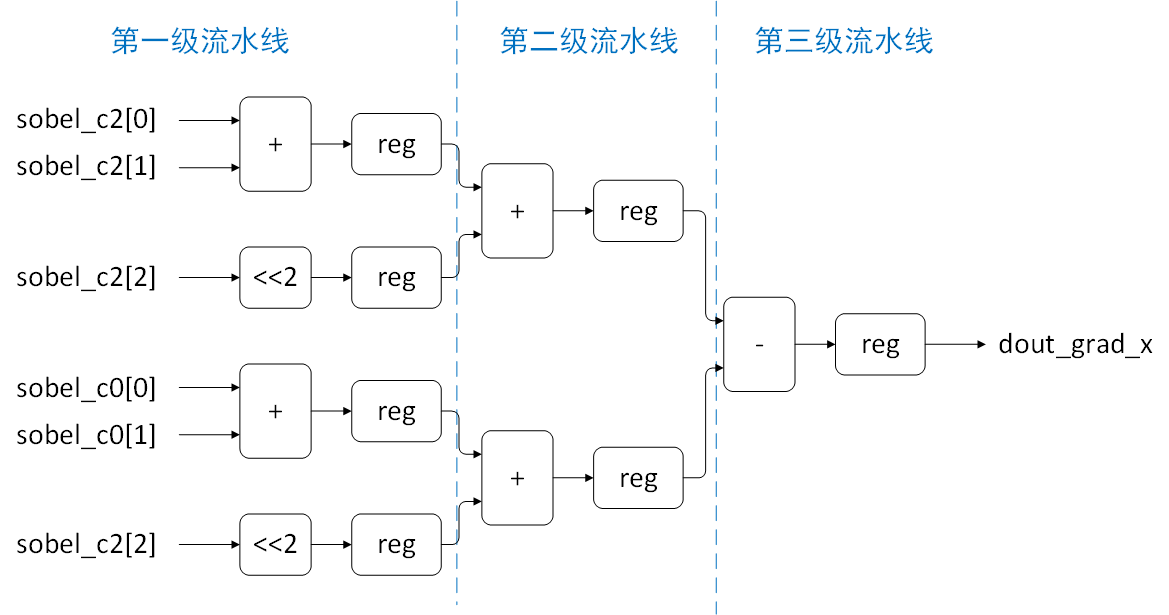 第一级流水线
第二级流水线
第三级流水线
sobel_c2[0]
sobel_c2[1]
+
reg
+
reg
sobel_c2[2]
<<2
reg
-
reg
dout_grad_x
sobel_c0[0]
sobel_c0[1]
+
reg
+
reg
sobel_c2[2]
<<2
reg